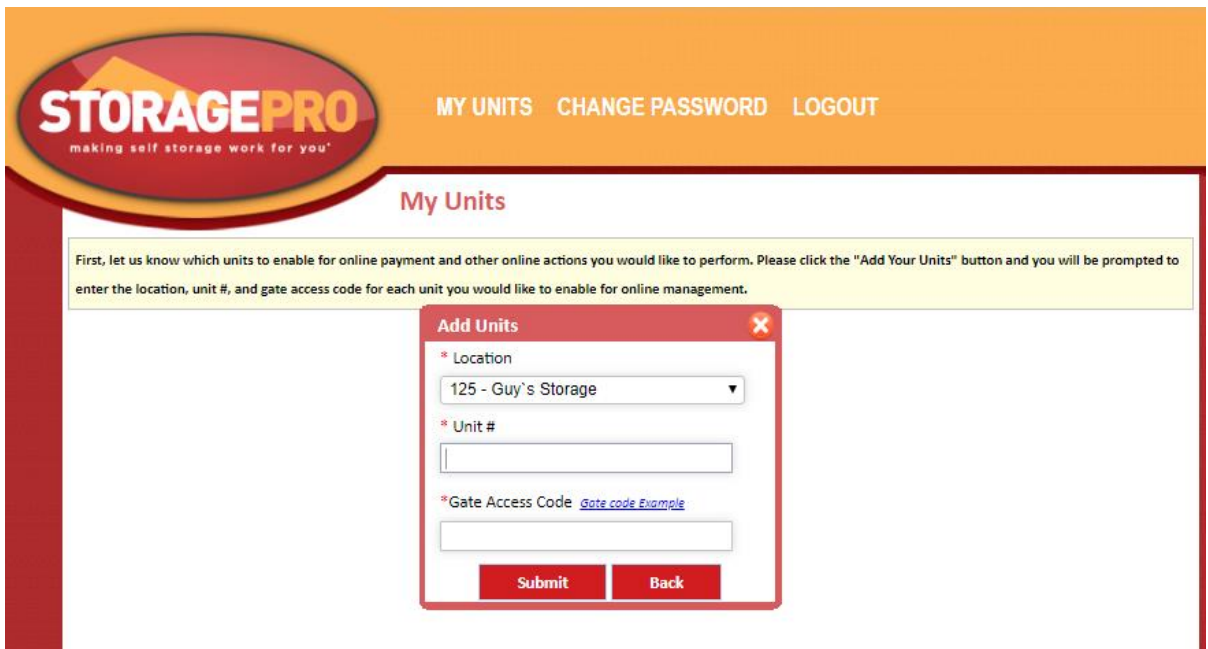 STORAGEPRO
making self storage work for you*
MY UNITS CHANGE PASSWORD LOGOUT
My Units
First, let us know which units to enable for online payment and other online actions you would like to perform. Please click the "Add Your Units" button and you will be prompted to
enter the location, unit #, and gate access code for each unit you would like to enable for online management.
Add Units
* Location
125 - Guy`s Storage
* Unit #
*Gate Access Code Gate code Example
Submit Back